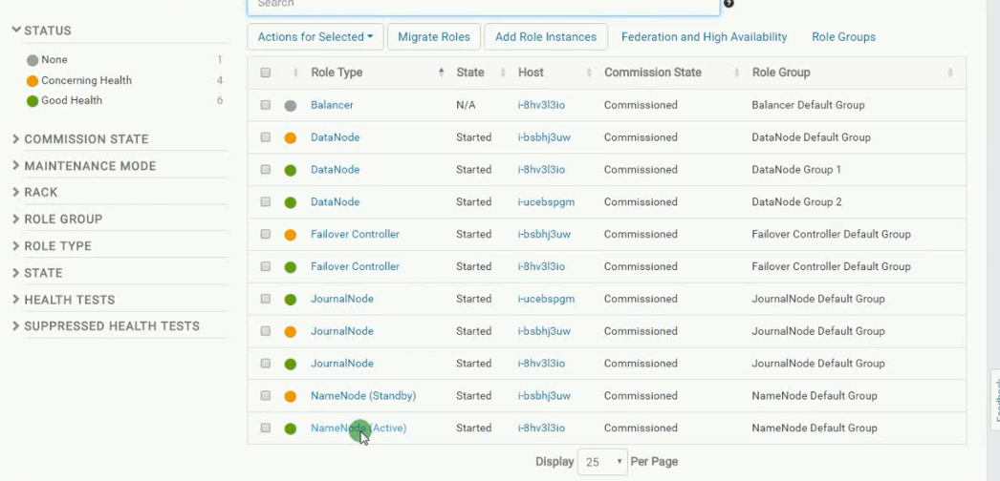 Search
STATUS
None 1
Concerning Health 4
Good Health 6
COMMISSION STATE
MAINTENANCE MODE
RACK
ROLE GROUP
ROLE TYPE
STATE
HEALTH TESTS
SUPPRESSED HEALTH TESTS
Actions for Selected Migrate Roles Add Role Instances Federation and High Availability Role Groups
Role Type State Host Commission State Role Group
Balancer N/A i-8hv3l3io Commissioned Balancer Default Group
DataNode Started i-bsbhj3uw Commissioned DataNode Default Group
DataNode Started i-8hv3l3io Commissioned DataNode Group 1
DataNode Started i-ucebspgm Commissioned DataNode Group 2
Failover Controller Started i-bsbhj3uw Commissioned Failover Controller Default Group
Failover Controller Started i-8hv3l3io Commissioned Failover Controller Default Group
JournalNode Started i-ucebspgm Commissioned JournalNode Default Group
JournalNode Started i-bsbhj3uw Commissioned JournalNode Default Group
JournalNode Started i-8hv3l3io Commissioned JournalNode Default Group
NameNode (Standby) Started i-bsbhj3uw Commissioned NameNode Default Group
NameNode (Active) Started i-8hv3l3io Commissioned NameNode Default Group
Display 25 Per Page
Feedback